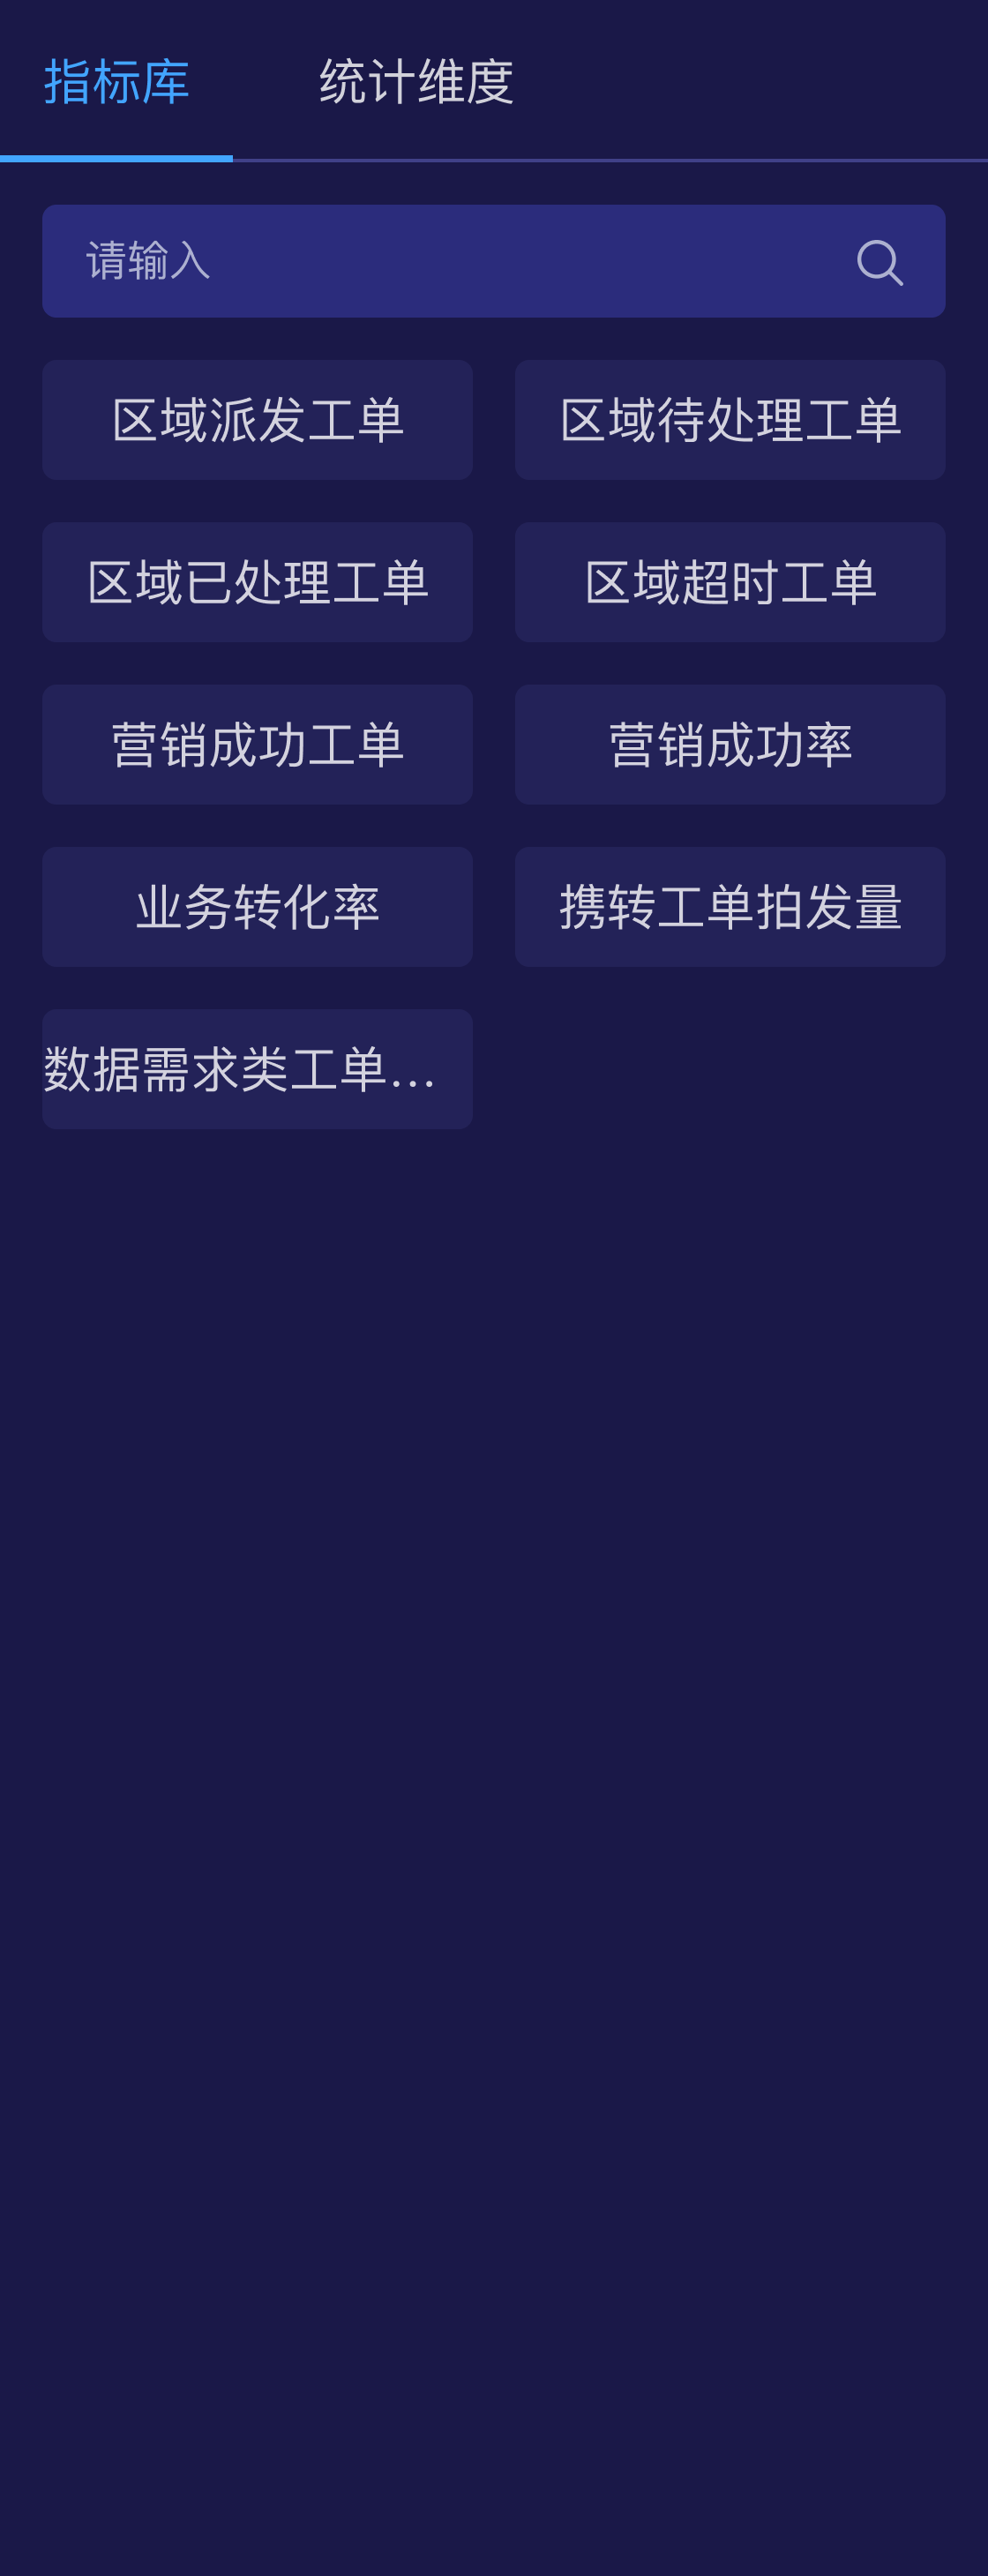 指标库 统计维度
请输入
区域派发工单 区域待处理工单
区域已处理工单 区域超时工单
营销成功工单 营销成功率
业务转化率 携转工单拍发量
数据需求类工单...